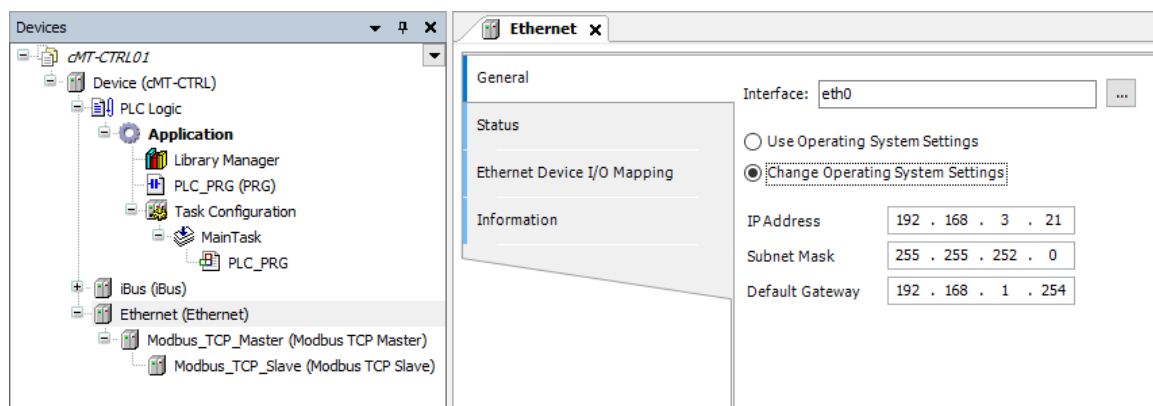 Devices
cMT-CTRL01
Device (cMT-CTRL)
PLC Logic
Application
Library Manager
PLC_PRG (PRG)
Task Configuration
MainTask
PLC_PRG
iBus (iBus)
Ethernet (Ethernet)
Modbus_TCP_Master (Modbus TCP Master)
Modbus_TCP_Slave (Modbus TCP Slave)
Ethernet
General
Status
Ethernet Device I/O Mapping
Information
Interface: eth0 ...
Use Operating System Settings
Change Operating System Settings
IP Address 192 . 168 . 3 . 21
Subnet Mask 255 . 255 . 252 . 0
Default Gateway 192 . 168 . 1 . 254